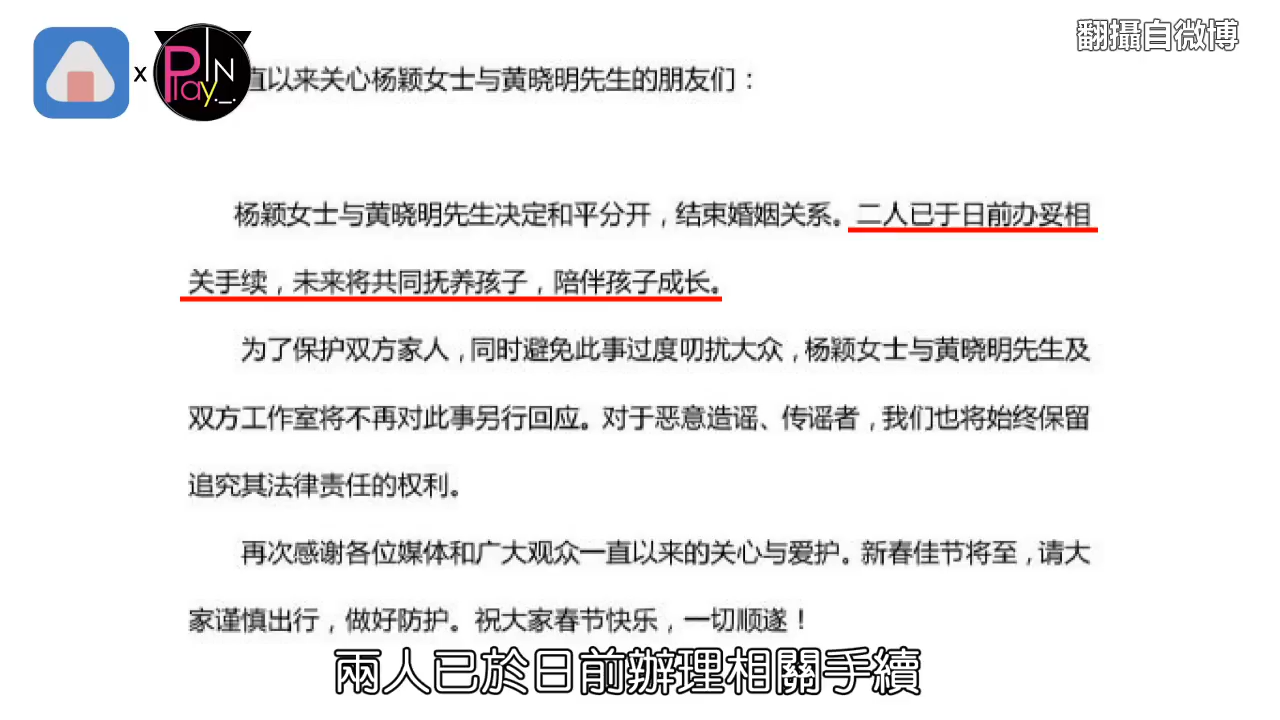 翻攝自微博
x
PlayIN
直以来关心杨颖女士与黄晓明先生的朋友们：
杨颖女士与黄晓明先生决定和平分开，结束婚姻关系。二人已于日前办妥相
关手续，未来将共同抚养孩子，陪伴孩子成长。
为了保护双方家人，同时避免此事过度叨扰大众，杨颖女士与黄晓明先生及
双方工作室将不再对此事另行回应。对于恶意造谣、传谣者，我们也将始终保留
追究其法律责任的权利。
再次感谢各位媒体和广大观众一直以来的关心与爱护。新春佳节将至，请大
家谨慎出行，做好防护。祝大家春节快乐，一切顺遂！
兩人已於日前辦理相關手續